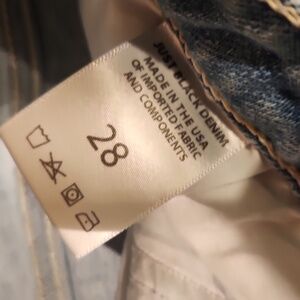 JUST BLACK DENIM
MADE IN THE USA
OF IMPORTED FABRIC
AND COMPONENTS
28